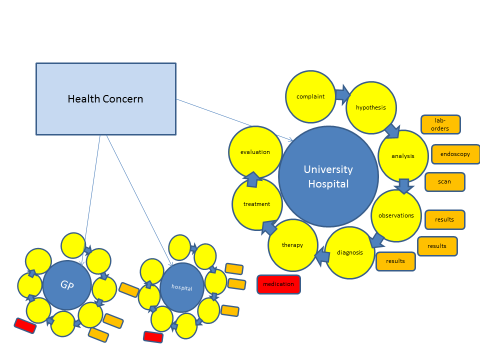 Health Concern
complaint
hypothesis
lab-
orders
analysis
endoscopy
scan
observations
results
results
results
diagnosis
therapy
medication
treatment
evaluation
University
Hospital
GP
hospital